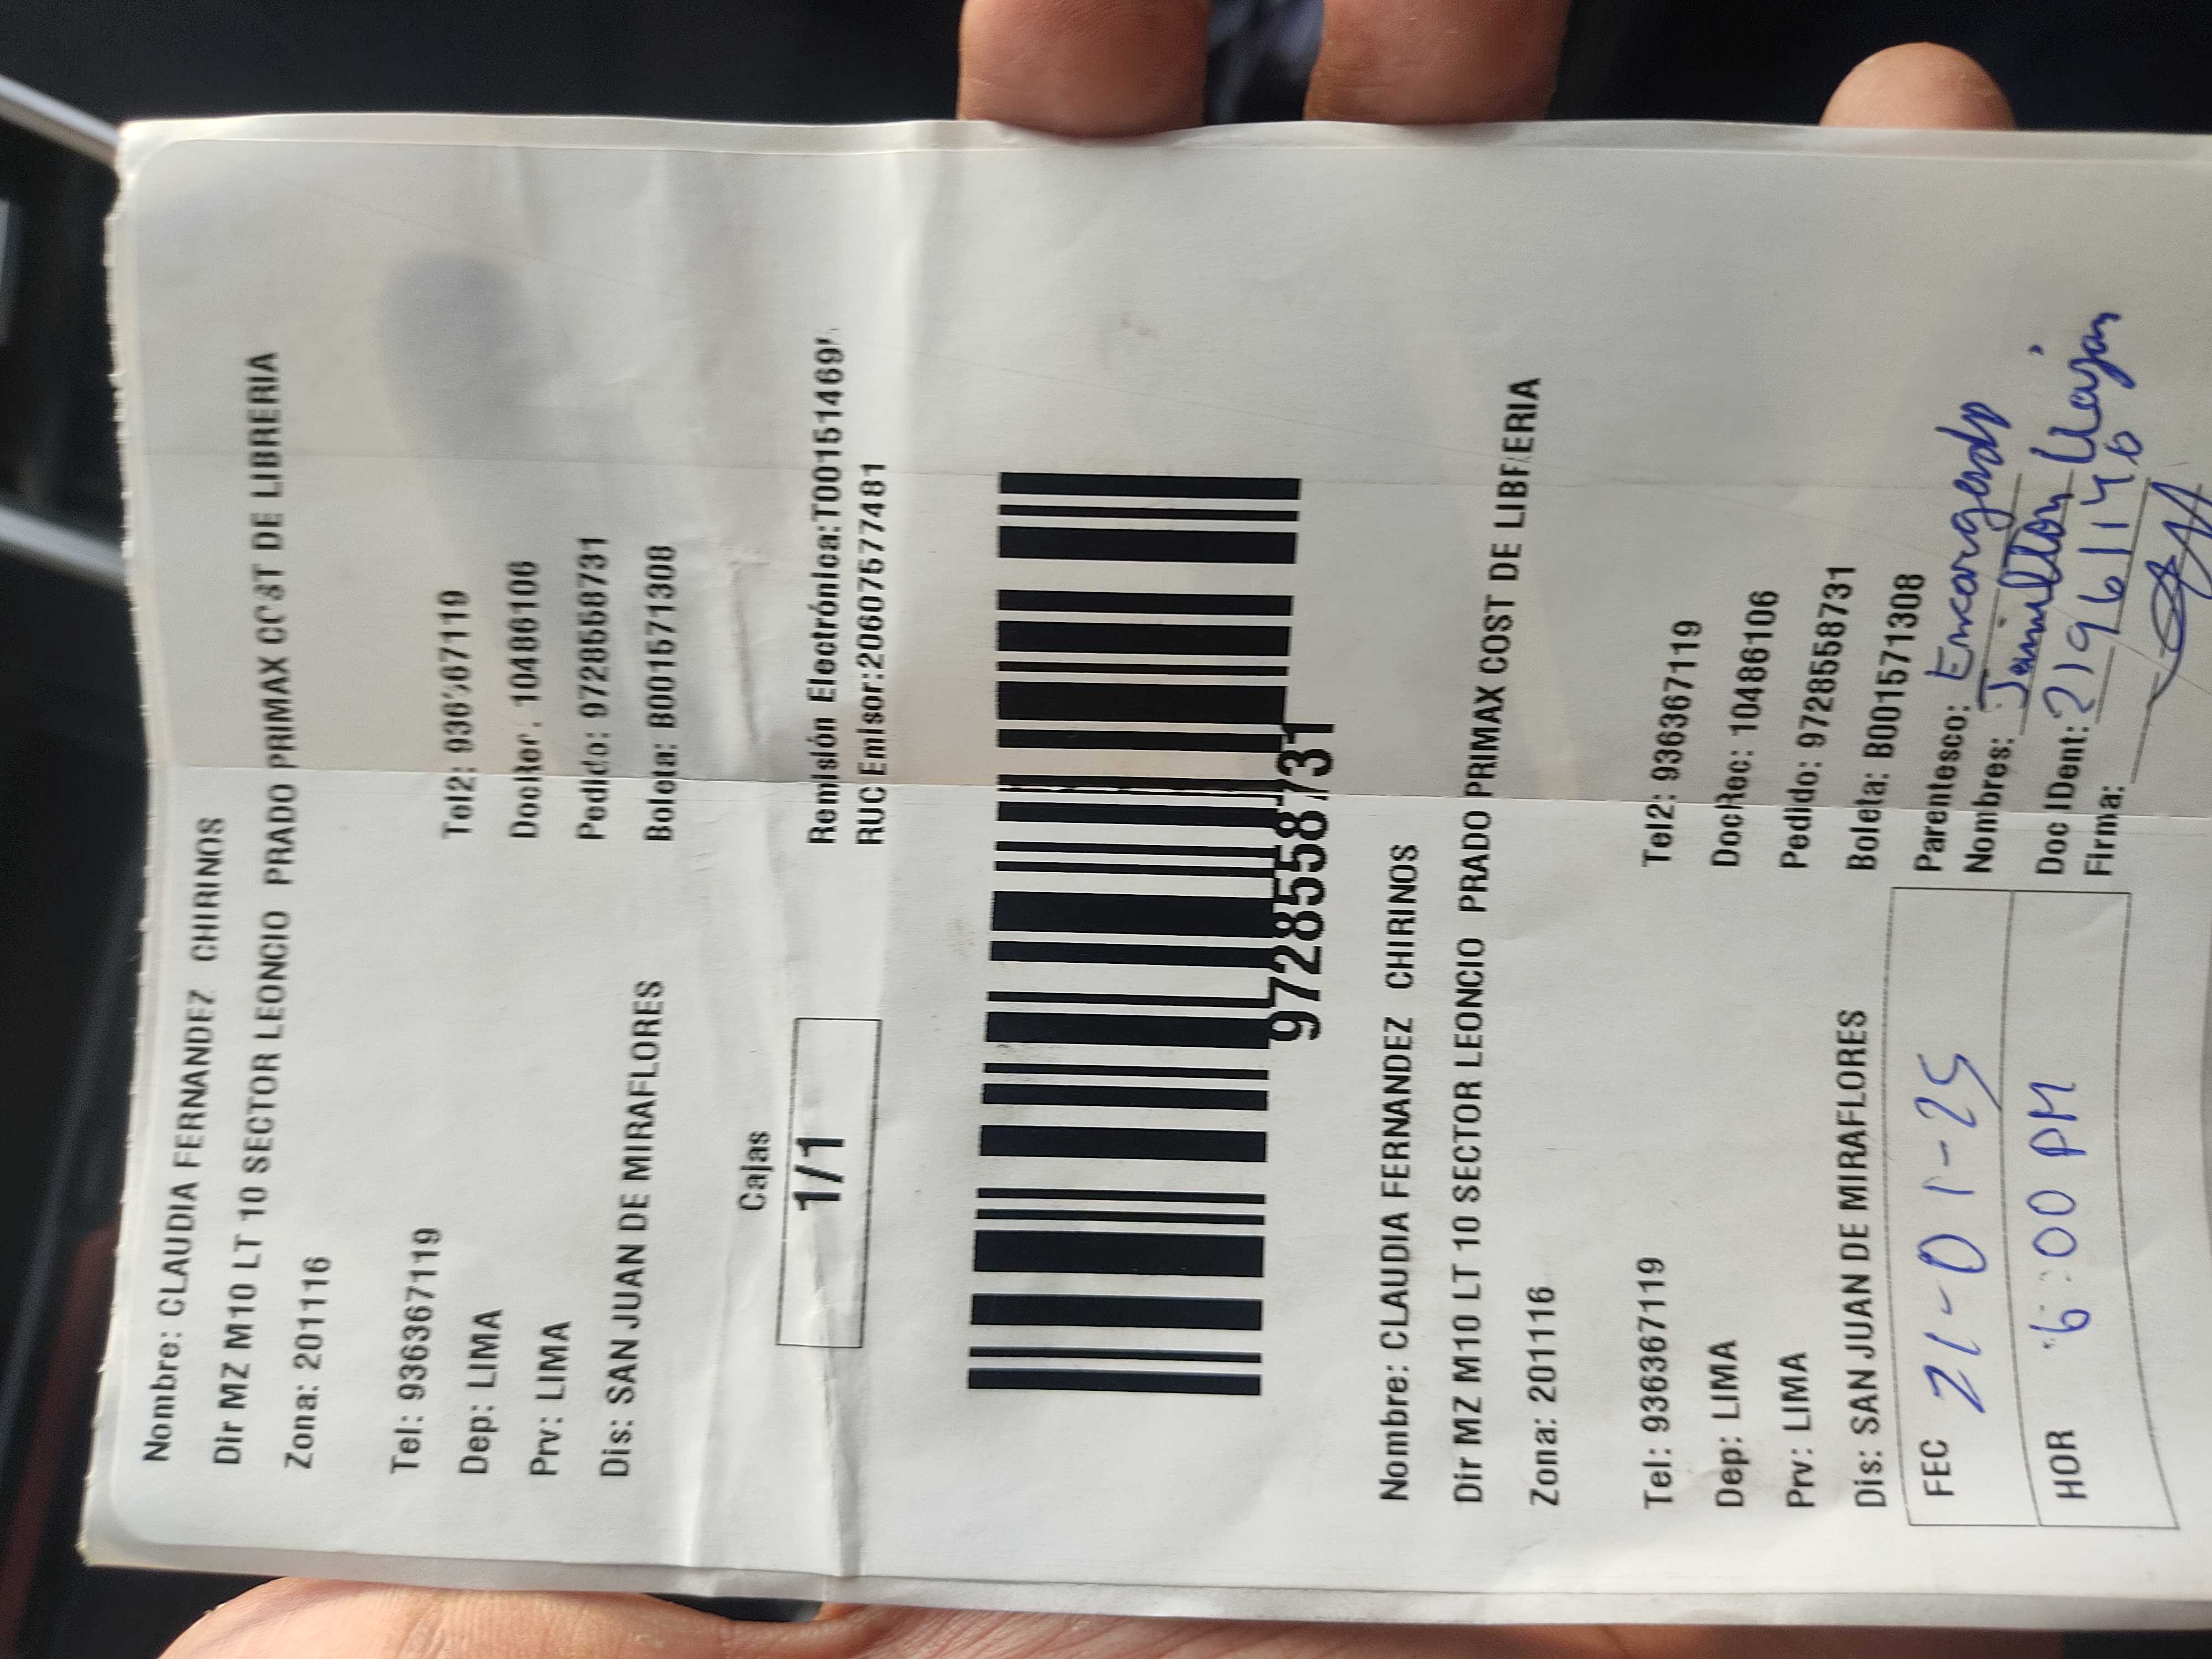 Nombre: CLAUDIA FERNANDEZ CHIRINOS
Dir MZ M10 LT 10 SECTOR LEONCIO PRADO PRIMAX COST DE LIBRERIA
Zona: 201116
Tel: 936367119 Tel2: 936367119
Dep: LIMA DocRec: 10486106
Prv: LIMA Pedido: 9728558731
Dis: SAN JUAN DE MIRAFLORES Boleta: B001571308
Cajas
1/1
Remisión Electrónica:T0015146
RUC Emisor:20607577481
9728558731
Nombre: CLAUDIA FERNANDEZ CHIRINOS
Dir MZ M10 LT 10 SECTOR LEONCIO PRADO PRIMAX COST DE LIBRERIA
Zona: 201116
Tel: 936367119 Tel2: 936367119
Dep: LIMA DocRec: 10486106
Prv: LIMA Pedido: 9728558731
Dis: SAN JUAN DE MIRAFLORES Boleta: B001571308
FEC 21-01-25 Parentesco: Encargado
Nombres:
HOR 6:00 PM Doc IDent: 21961140
Firma: